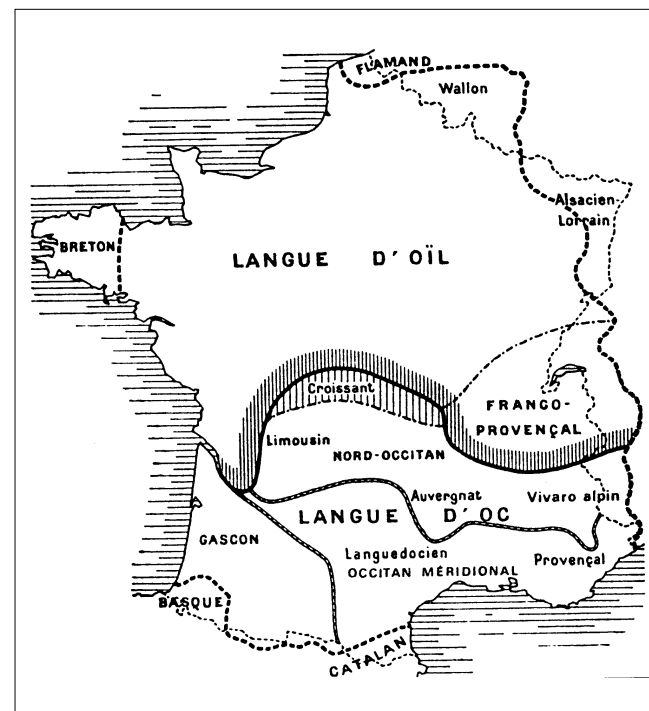 FLAMAND
Wallon
Alsacien-
Lorrain
BRETON
LANGUE D'OÏL
Croissant
FRANCO-
PROVENÇAL
Limousin
NORD-OCCITAN
Auvergnat
Vivaro alpin
LANGUE D'OC
GASCON
Languedocien
Provençal
OCCITAN MÉRIDIONAL
BASQUE
CATALAN